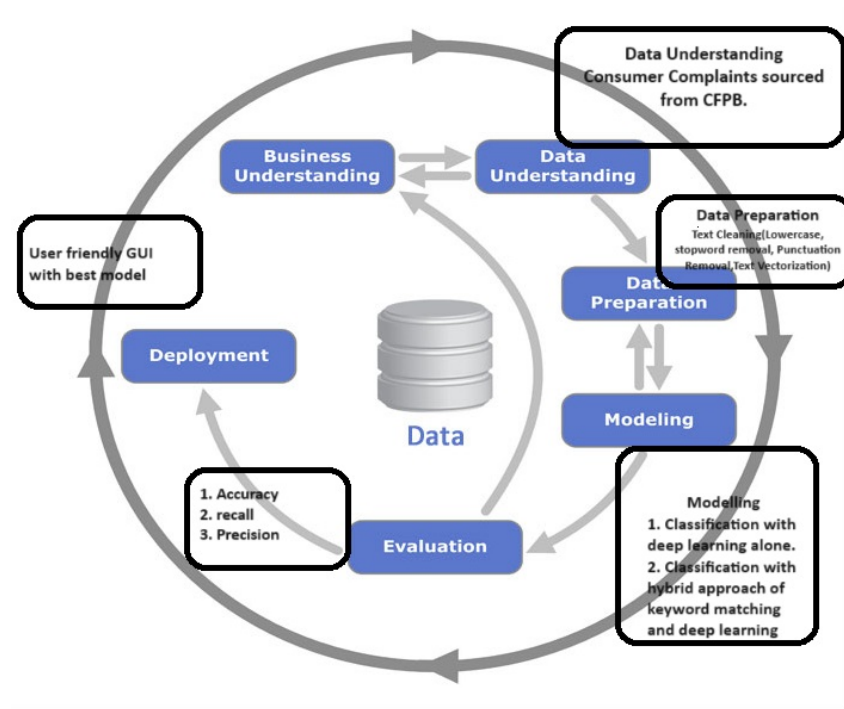 Data Understanding
Consumer Complaints sourced
from CFPB.
Business
Understanding
Data
Understanding
Data Preparation
Text Cleaning(Lowercase,
stopword removal, Punctuation
Removal,Text Vectorization)
User friendly GUI
with best model
Data
Preparation
Deployment
Modeling
Data
1. Accuracy
2. recall
3. Precision
Evaluation
Modelling
1. Classification with
deep learning alone.
2. Classification with
hybrid approach of
keyword matching
and deep learning